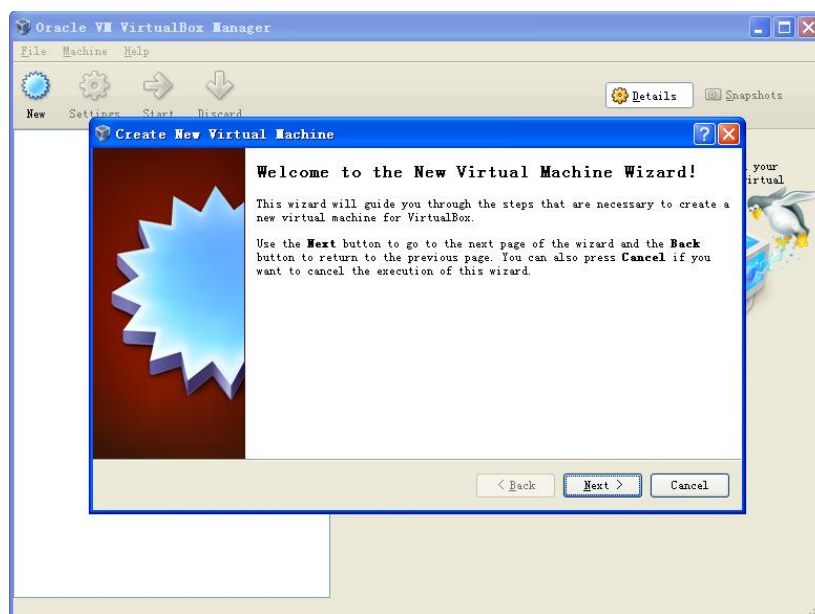 Oracle VM VirtualBox Manager
File Machine Help
New Settings Start Discard
Details Snapshots
your
irtual
Create New Virtual Machine
Welcome to the New Virtual Machine Wizard!
This wizard will guide you through the steps that are necessary to create a
new virtual machine for VirtualBox.
Use the Next button to go to the next page of the wizard and the Back
button to return to the previous page. You can also press Cancel if you
want to cancel the execution of this wizard.
< Back Next > Cancel